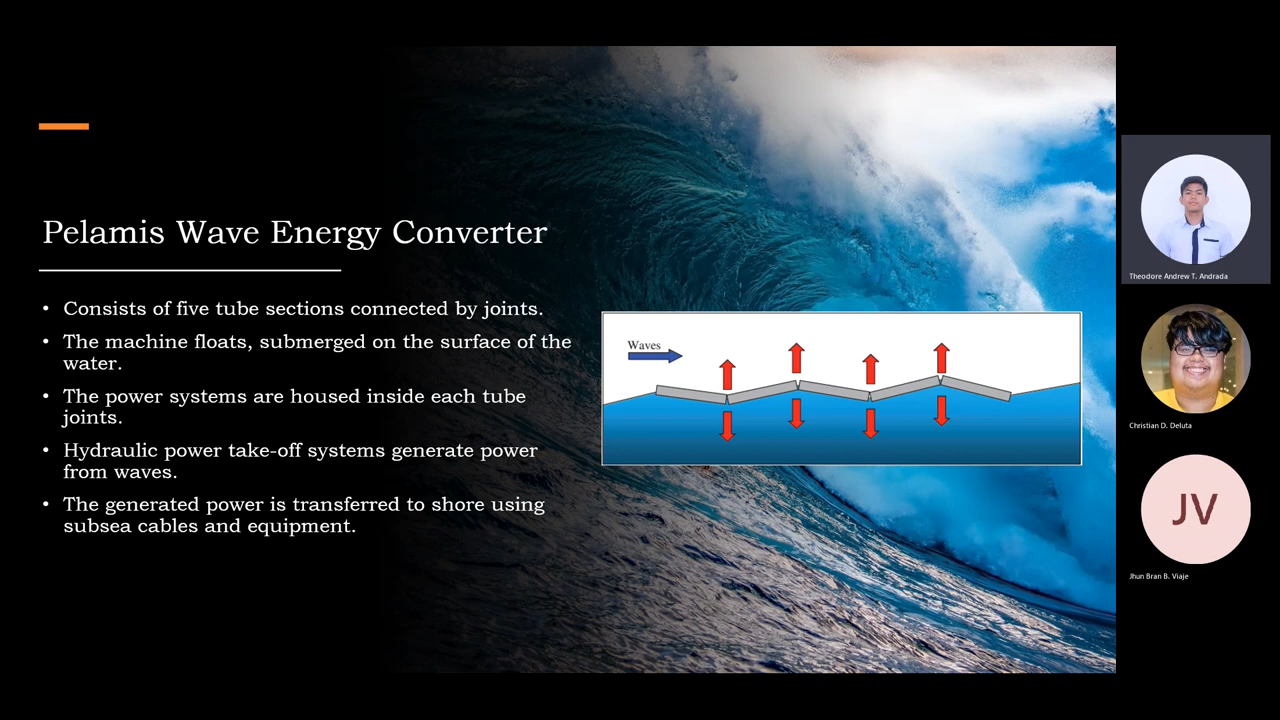 Pelamis Wave Energy Converter
• Consists of five tube sections connected by joints.
• The machine floats, submerged on the surface of the
water.
• The power systems are housed inside each tube
joints.
• Hydraulic power take-off systems generate power
from waves.
• The generated power is transferred to shore using
subsea cables and equipment.
Waves
Theodore Andrew T. Andrada
Christian D. Deluta
JV
Jhun Bran B. Viaje